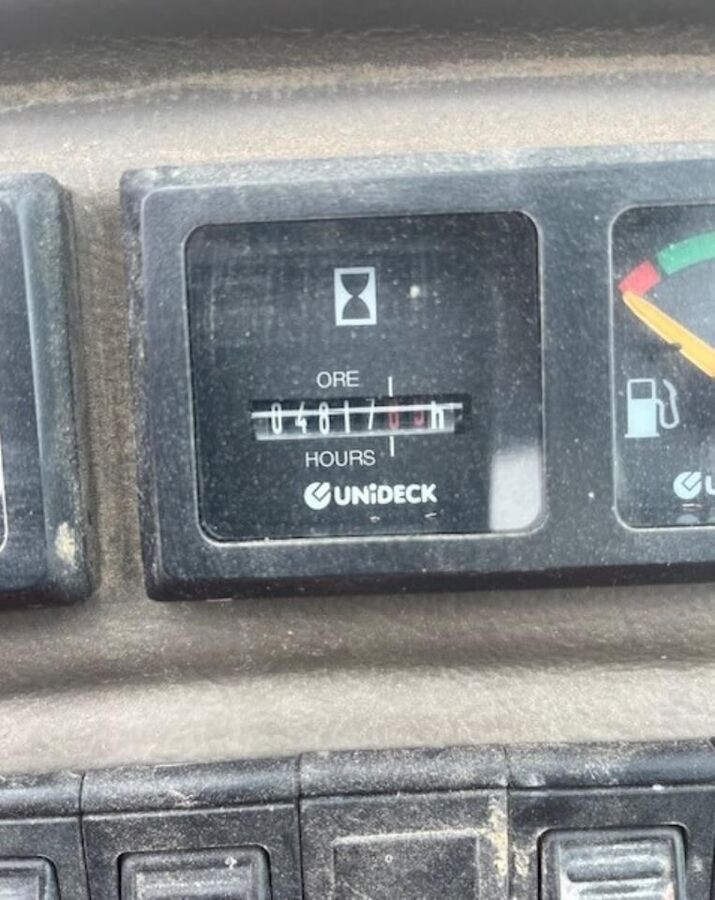 ORE
04817 h
HOURS
UNiDECK